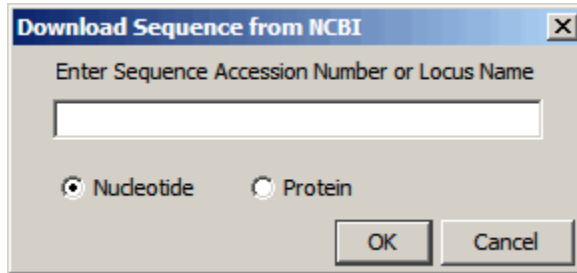 Download Sequence from NCBI
Enter Sequence Accession Number or Locus Name
Nucleotide Protein
OK Cancel